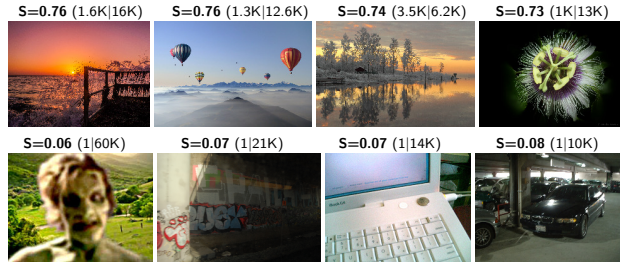 S=0.76 (1.6K|16K)
S=0.76 (1.3K|12.6K)
S=0.74 (3.5K|6.2K)
S=0.73 (1K|13K)
S=0.06 (1|60K)
S=0.07 (1|21K)
S=0.07 (1|14K)
S=0.08 (1|10K)